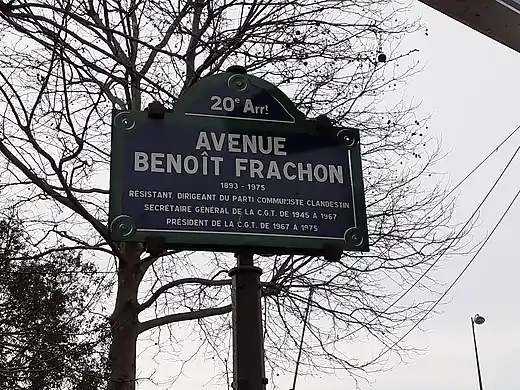 20e Arrt
AVENUE
BENOÎT FRACHON
1893 - 1975
RÉSISTANT, DIRIGEANT DU PARTI COMMUNISTE CLANDESTIN
SECRÉTAIRE GÉNÉRAL DE LA C.G.T. DE 1945 A 1967
PRÉSIDENT DE LA C.G.T. DE 1967 A 1975